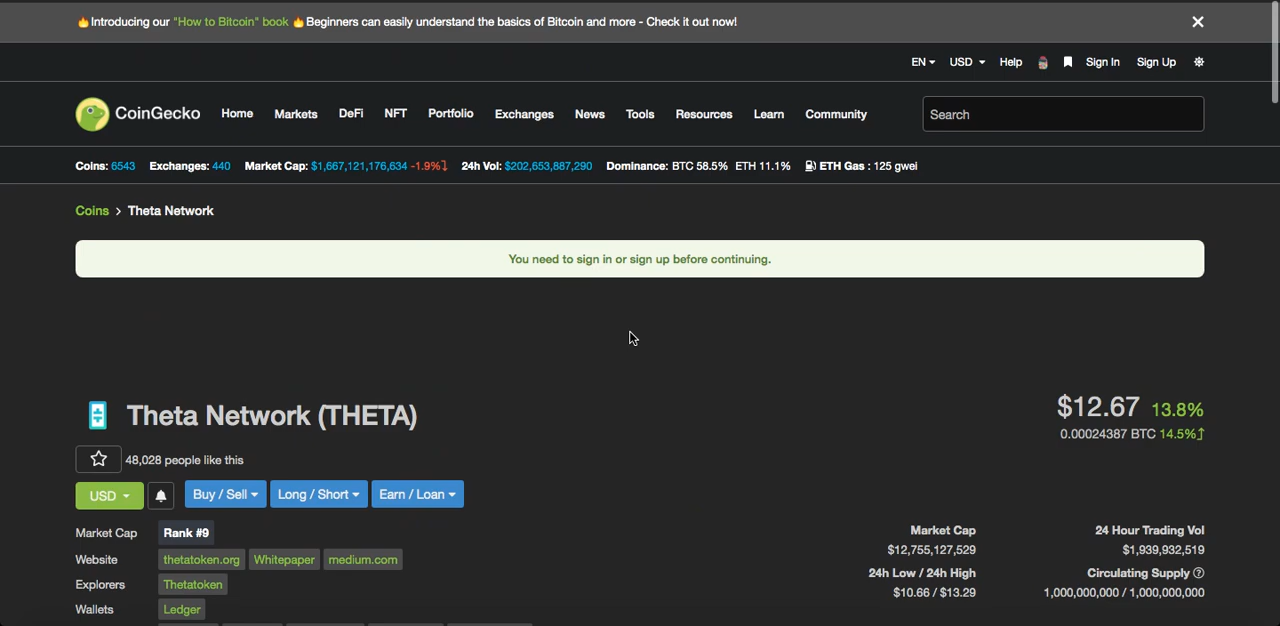 🔥Introducing our "How to Bitcoin" book 🔥Beginners can easily understand the basics of Bitcoin and more - Check it out now!
EN USD Help Sign In Sign Up
CoinGecko Home Markets DeFi NFT Portfolio Exchanges News Tools Resources Learn Community Search
Coins: 6543 Exchanges: 440 Market Cap: $1,667,121,176,634 -1.9% 24h Vol: $202,653,887,290 Dominance: BTC 58.5% ETH 11.1% ETH Gas : 125 gwei
Coins > Theta Network
You need to sign in or sign up before continuing.
Theta Network (THETA)
$12.67 13.8%
0.00024387 BTC 14.5%
48,028 people like this
USD Buy / Sell Long / Short Earn / Loan
Market Cap Rank #9
Website thetatoken.org Whitepaper medium.com
Explorers Thetatoken
Wallets Ledger
Market Cap
$12,755,127,529
24h Low / 24h High
$10.66 / $13.29
24 Hour Trading Vol
$1,939,932,519
Circulating Supply
1,000,000,000 / 1,000,000,000